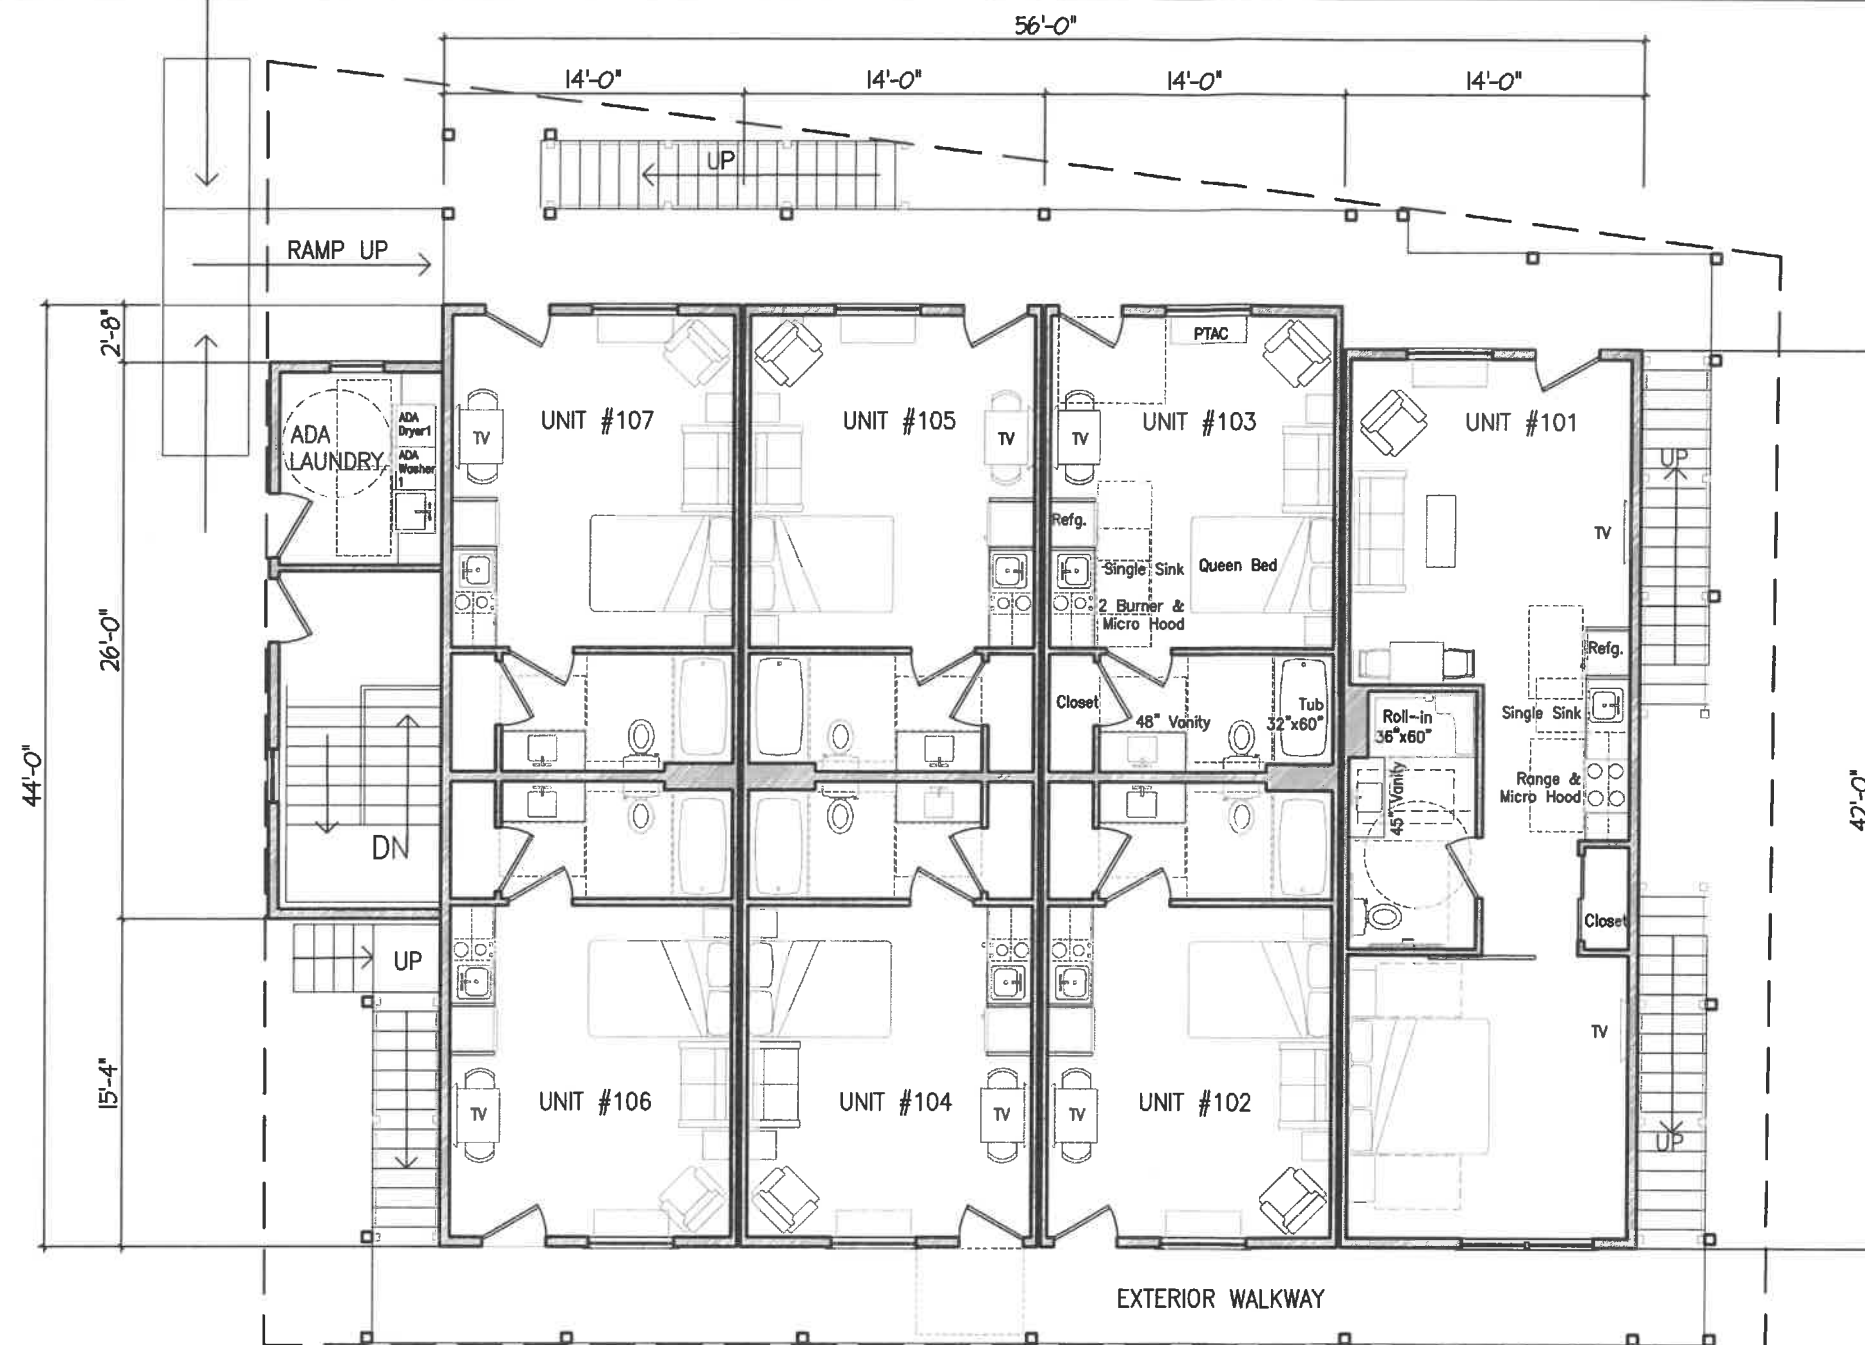 56'-0"
14'-0" 14'-0" 14'-0" 14'-0"
UP
RAMP UP
2'-8"
PTAC
ADA
LAUNDRY
ADA
Dryer1
ADA
Washer
1
TV
UNIT #107
UNIT #105
TV
TV
UNIT #103
UNIT #101
UP
Refg.
TV
Single Sink
Queen Bed
2 Burner &
Micro Hood
26'-0"
Refg.
Closet
48" Vanity
Tub
32"x60"
Roll-in
36"x60"
Single Sink
45" Vanity
Range &
Micro Hood
44'-0"
42'-0"
DN
Closet
UP
TV
15'-4"
TV
UNIT #106
UNIT #104
TV
TV
UNIT #102
UP
EXTERIOR WALKWAY